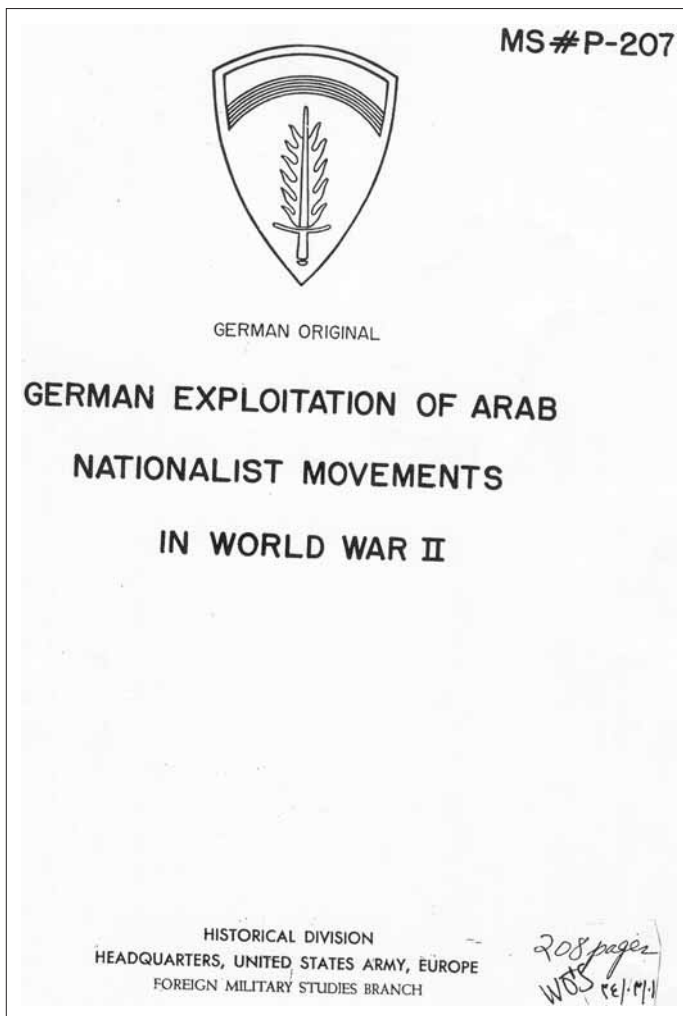 MS#P-207
GERMAN ORIGINAL
GERMAN EXPLOITATION OF ARAB
NATIONALIST MOVEMENTS
IN WORLD WAR II
HISTORICAL DIVISION
HEADQUARTERS, UNITED STATES ARMY, EUROPE
FOREIGN MILITARY STUDIES BRANCH
208 pages